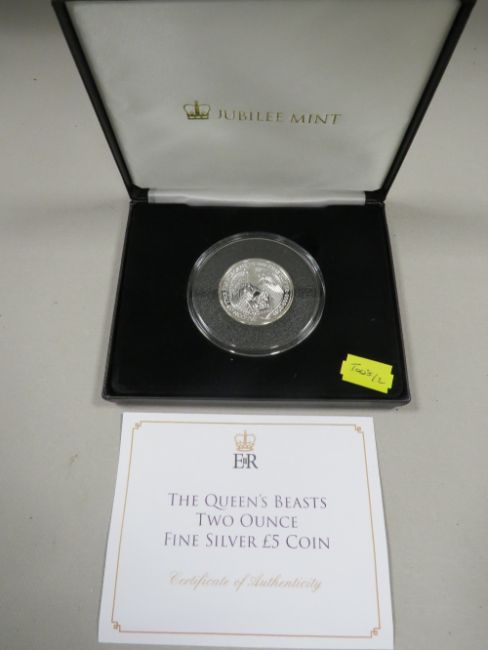 JUBILEE MINT
EIIR
THE QUEEN'S BEASTS
TWO OUNCE
FINE SILVER £5 COIN
Certificate of Authenticity